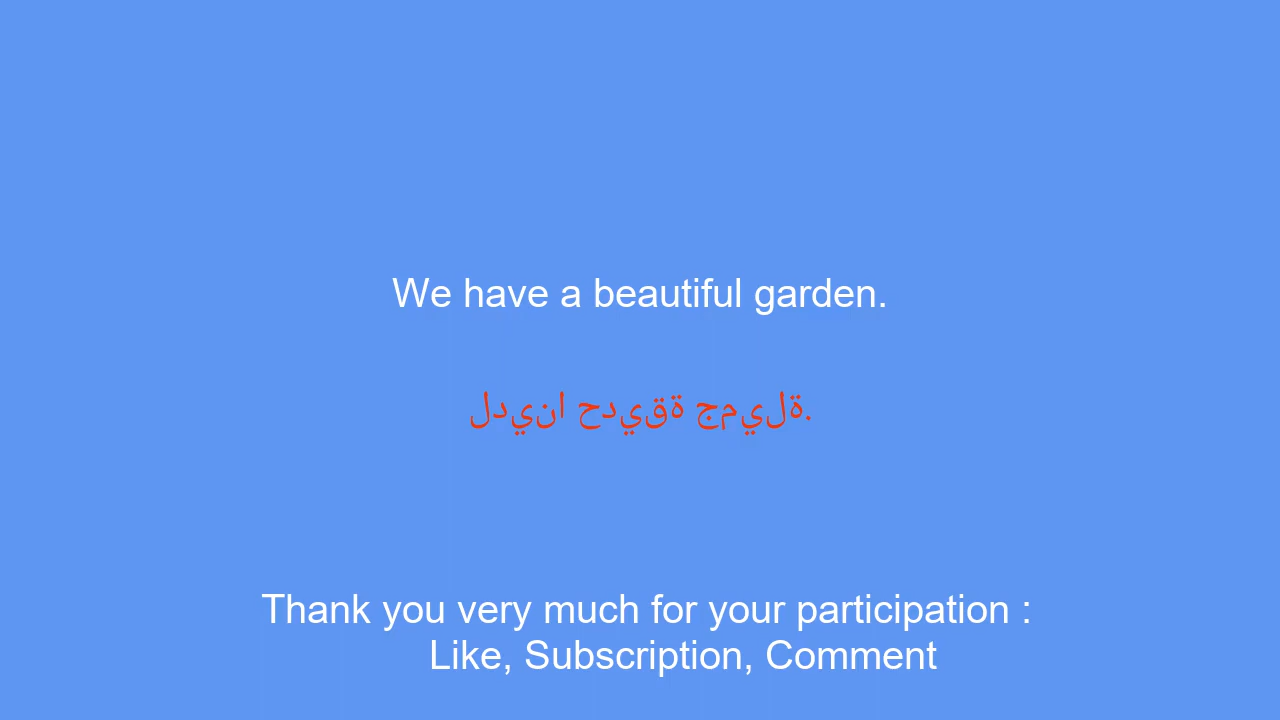 We have a beautiful garden.
لدينا حديقة جميلة.
Thank you very much for your participation :
Like, Subscription, Comment